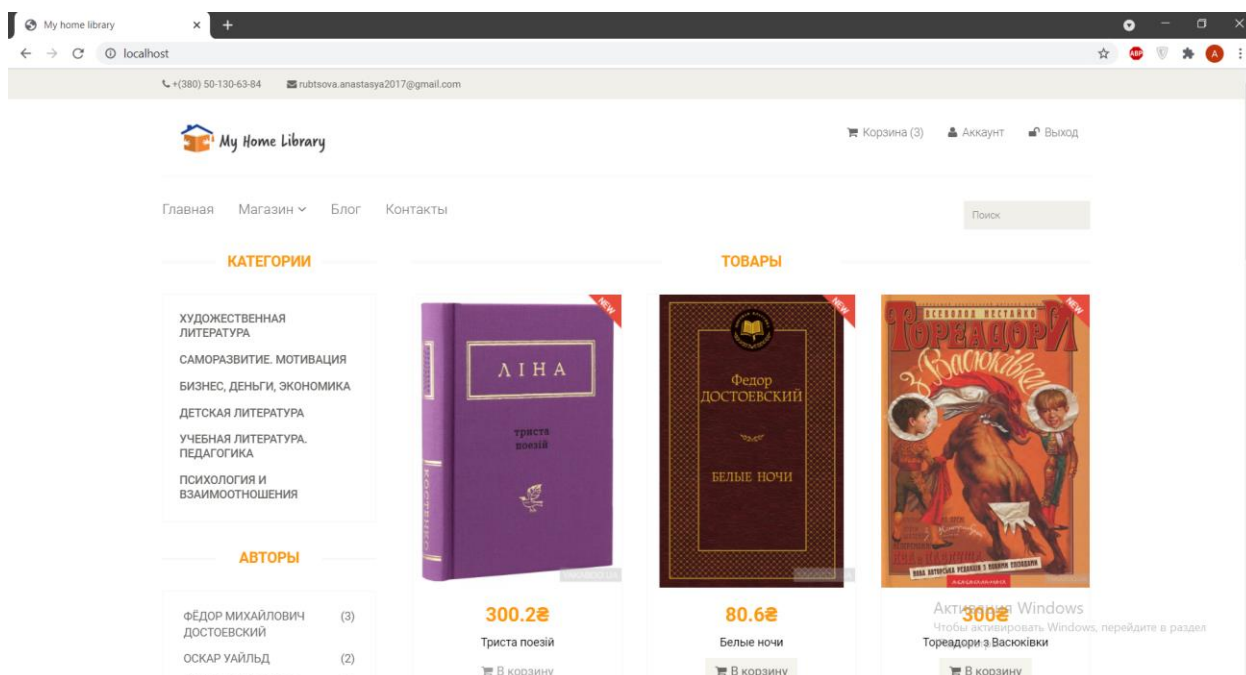 My home library
localhost
+(380) 50-130-63-84 rubtsova.anastasya2017@gmail.com
My Home Library
Корзина (3) Аккаунт Выход
Главная Магазин Блог Контакты
Поиск
КАТЕГОРИИ
ХУДОЖЕСТВЕННАЯ
ЛИТЕРАТУРА
САМОРАЗВИТИЕ. МОТИВАЦИЯ
БИЗНЕС, ДЕНЬГИ, ЭКОНОМИКА
ДЕТСКАЯ ЛИТЕРАТУРА
УЧЕБНАЯ ЛИТЕРАТУРА.
ПЕДАГОГИКА
ПСИХОЛОГИЯ И
ВЗАИМООТНОШЕНИЯ
АВТОРЫ
ФЁДОР МИХАЙЛОВИЧ (3)
ДОСТОЕВСКИЙ
ОСКАР УАЙЛЬД (2)
ТОВАРЫ
NEW
ЛІНА
триста
поезій
КОСТЕНКО
300.2₴
Триста поезій
В корзину
NEW
Федор
ДОСТОЕВСКИЙ
БЕЛЫЕ НОЧИ
80.6₴
Белые ночи
В корзину
NEW
ВСЕВОЛОД НЕСТАЙКО
ТОРЕАДОРИ
З ВАСЮКІВКИ
300₴
Тореадори з Васюківки
В корзину
Активация Windows
Чтобы активировать Windows, перейдите в раздел